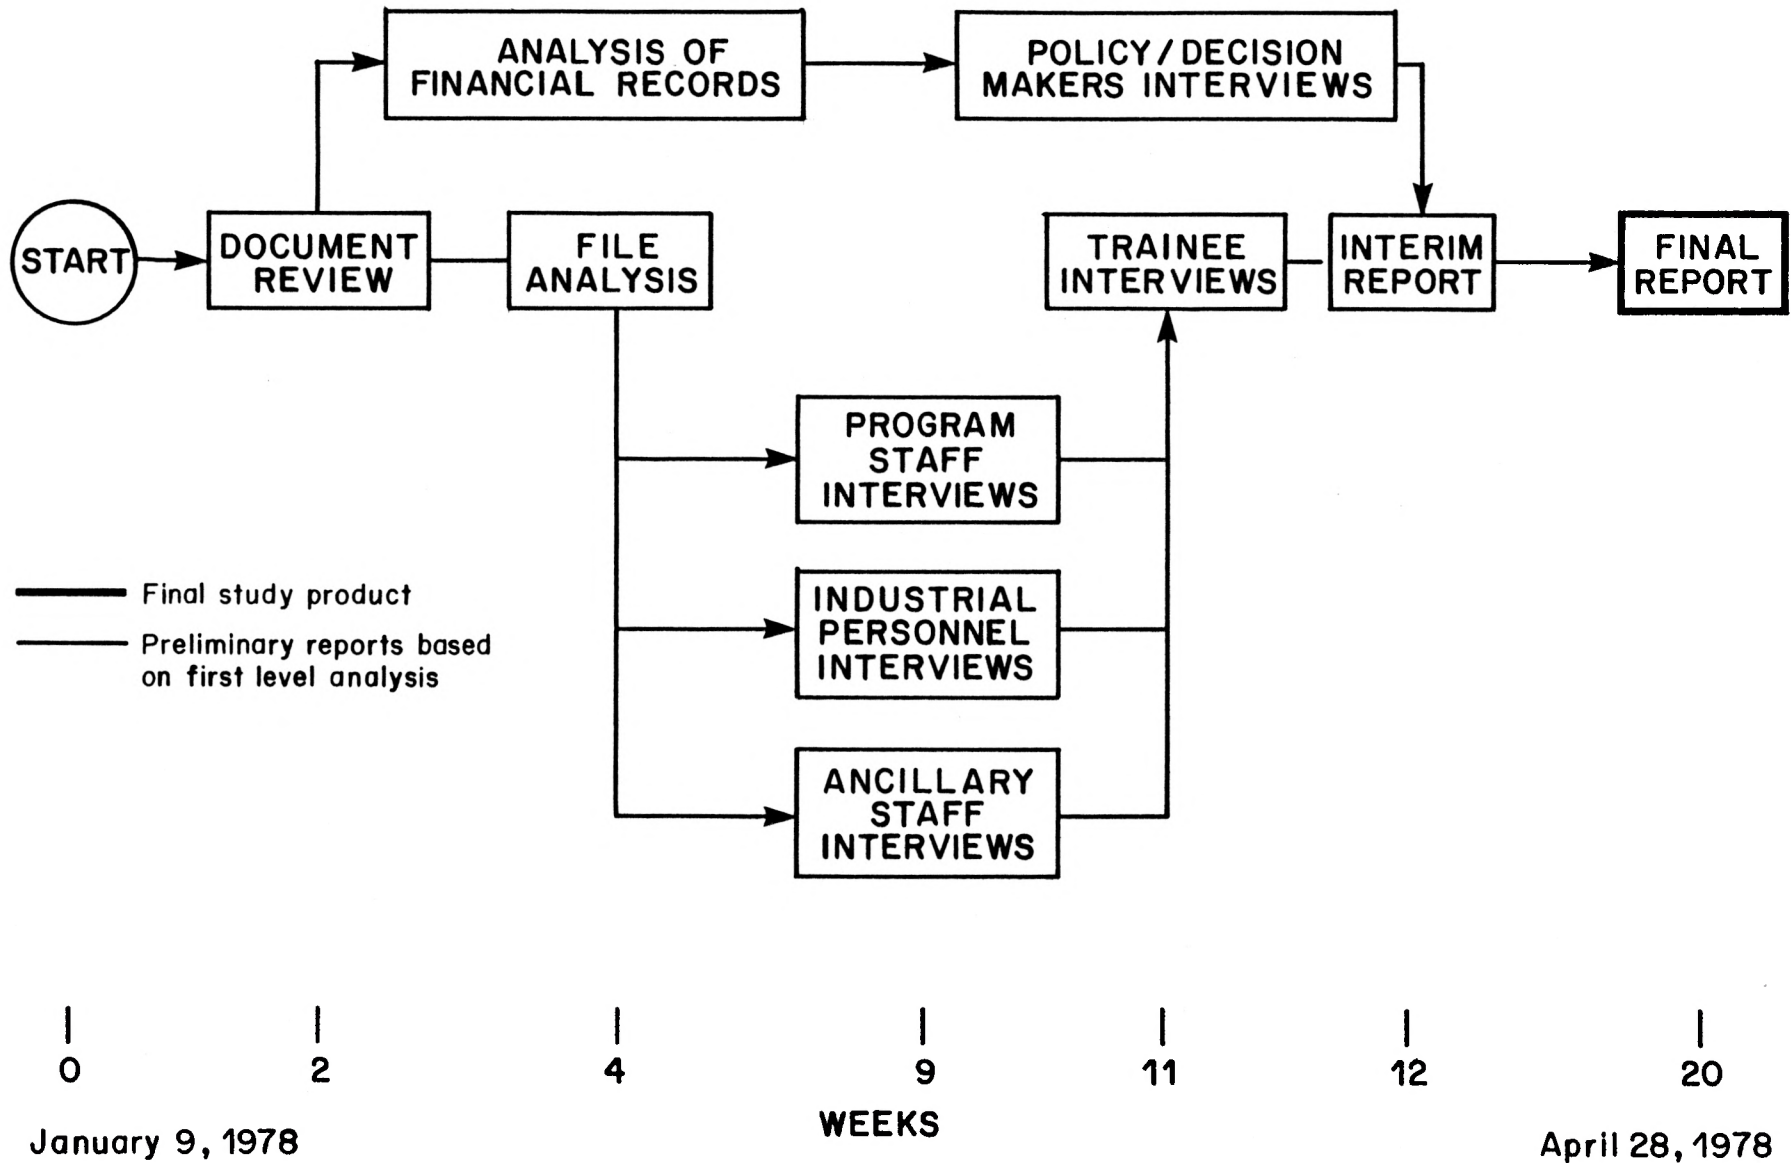 ANALYSIS OF
FINANCIAL RECORDS
POLICY/DECISION
MAKERS INTERVIEWS
START
DOCUMENT
REVIEW
FILE
ANALYSIS
TRAINEE
INTERVIEWS
INTERIM
REPORT
FINAL
REPORT
PROGRAM
STAFF
INTERVIEWS
INDUSTRIAL
PERSONNEL
INTERVIEWS
ANCILLARY
STAFF
INTERVIEWS
Final study product
Preliminary reports based
on first level analysis
0 2 4 9 11 12 20
WEEKS
January 9, 1978
April 28, 1978